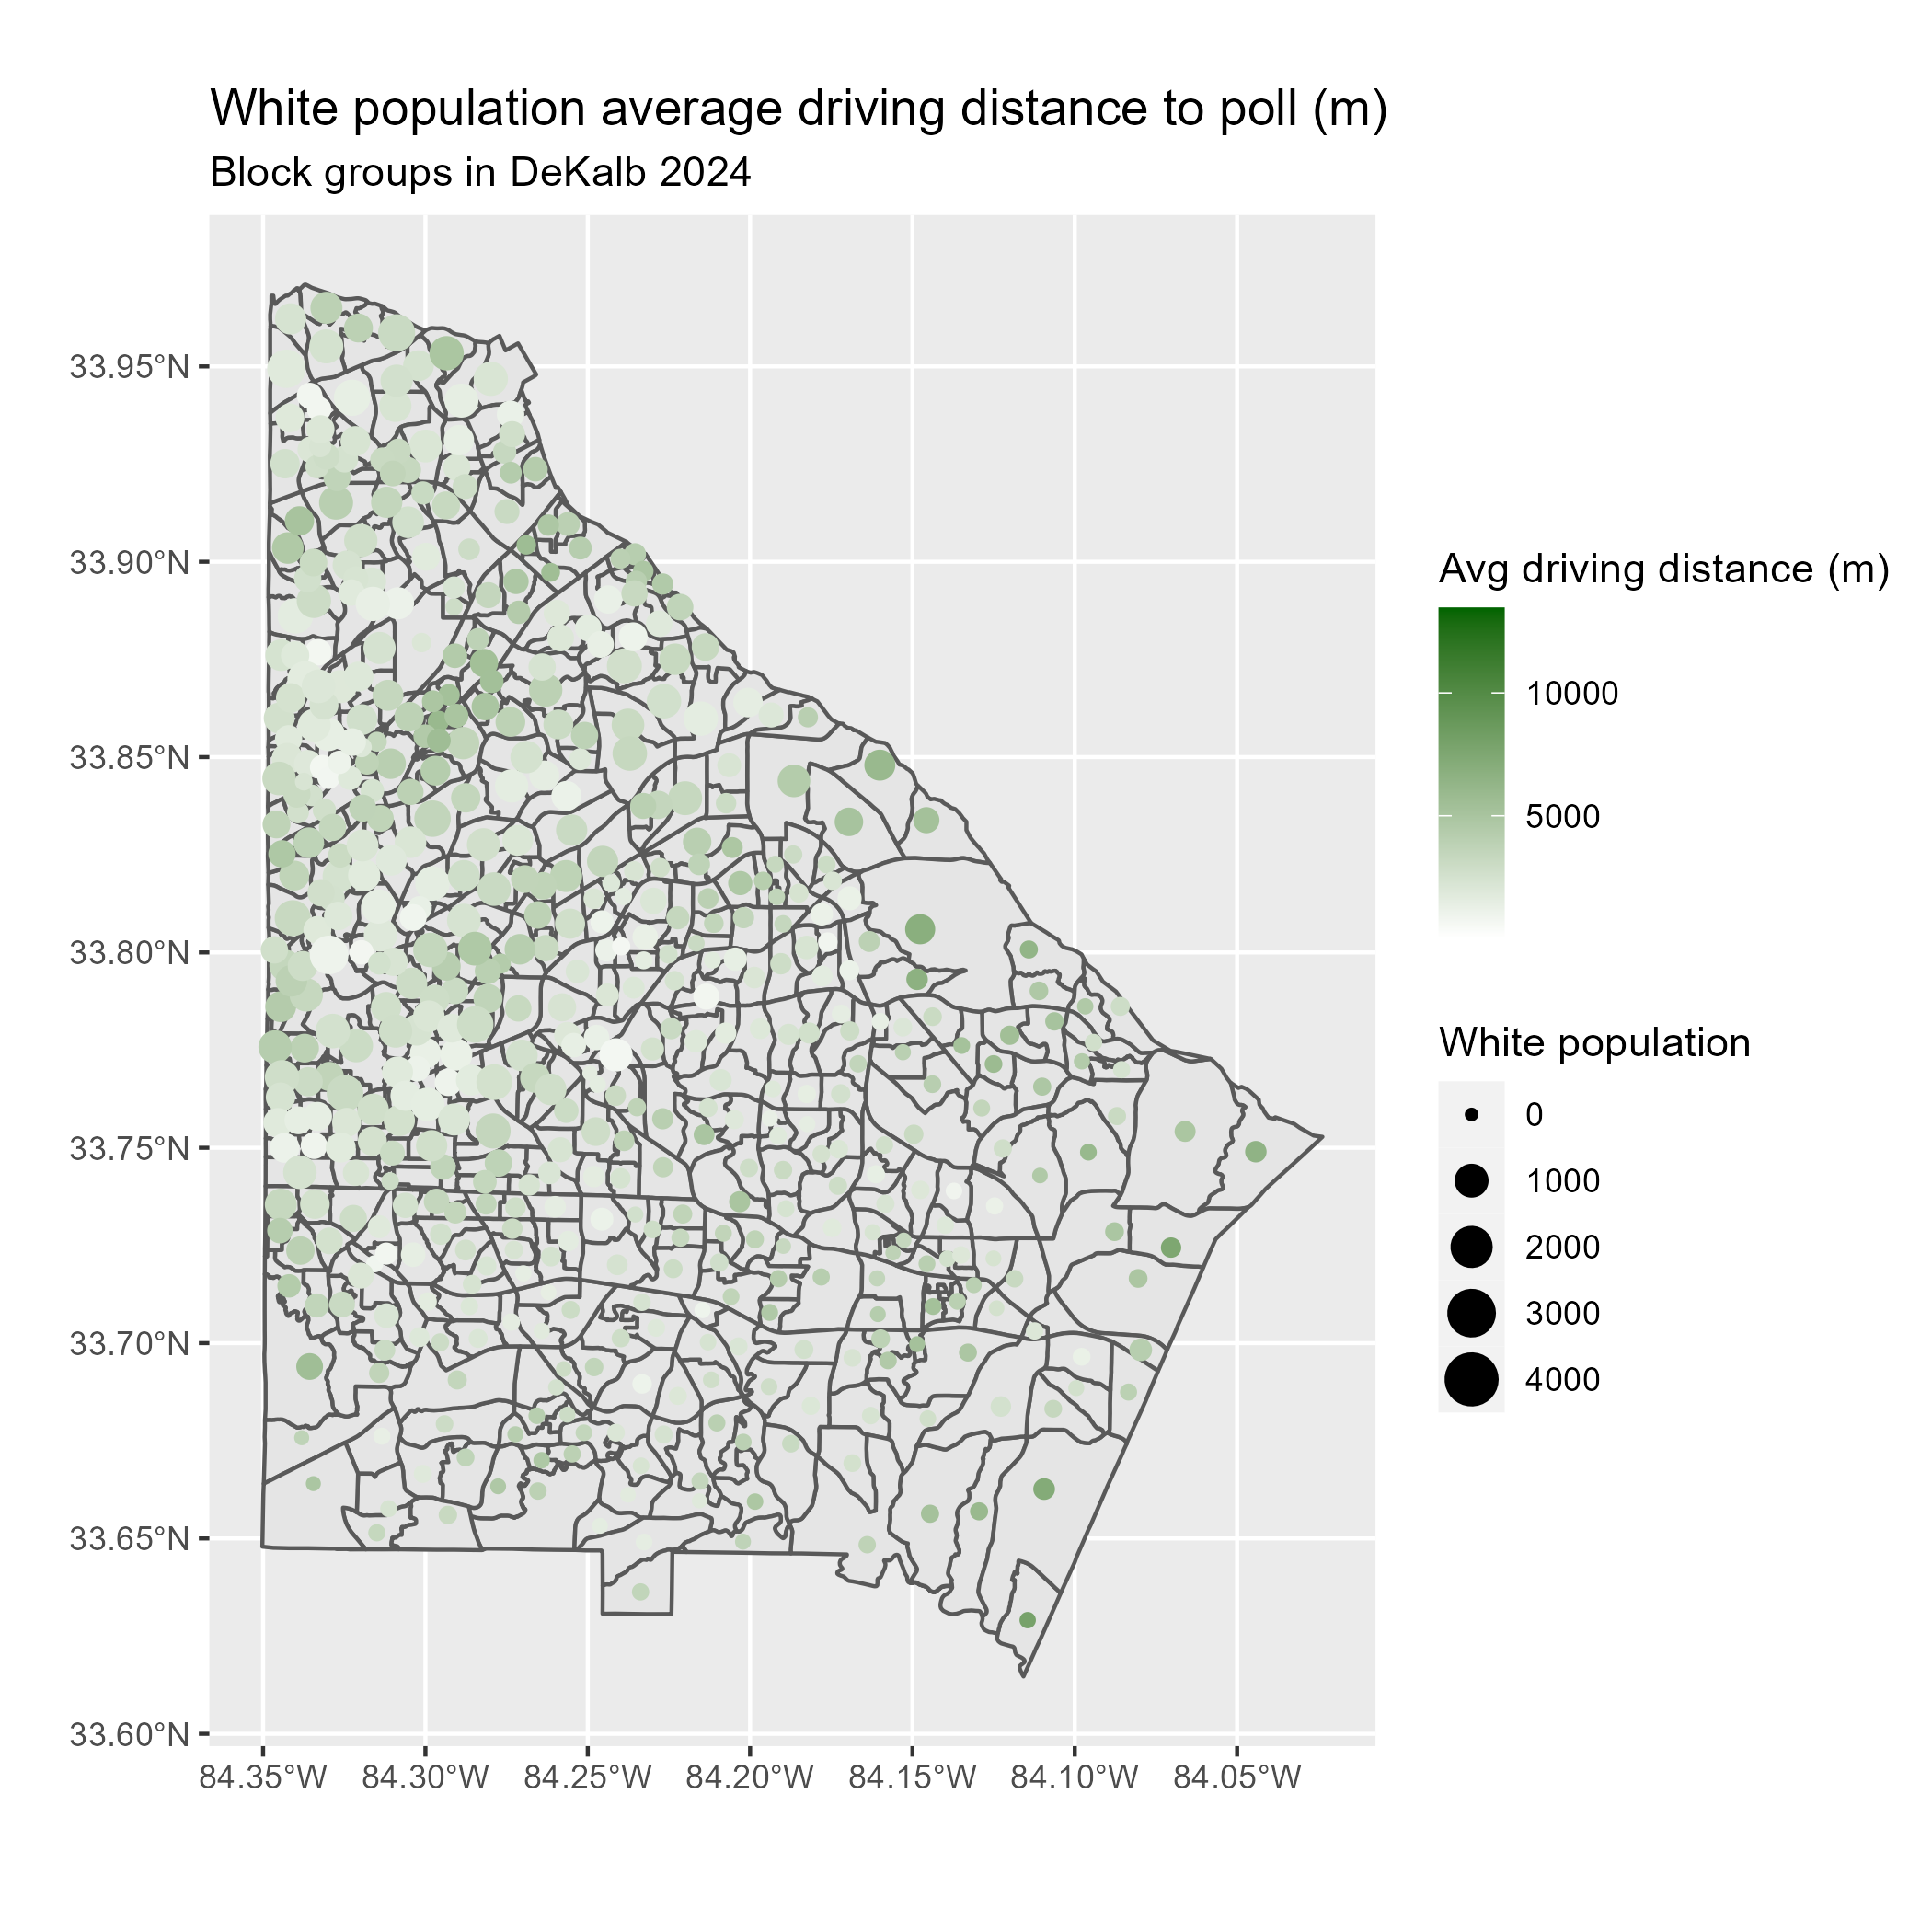 White population average driving distance to poll (m)
Block groups in DeKalb 2024
33.95°N
33.90°N
33.85°N
33.80°N
33.75°N
33.70°N
33.65°N
33.60°N
84.35°W
84.30°W
84.25°W
84.20°W
84.15°W
84.10°W
84.05°W
Avg driving distance (m)
10000
5000
White population
0
1000
2000
3000
4000